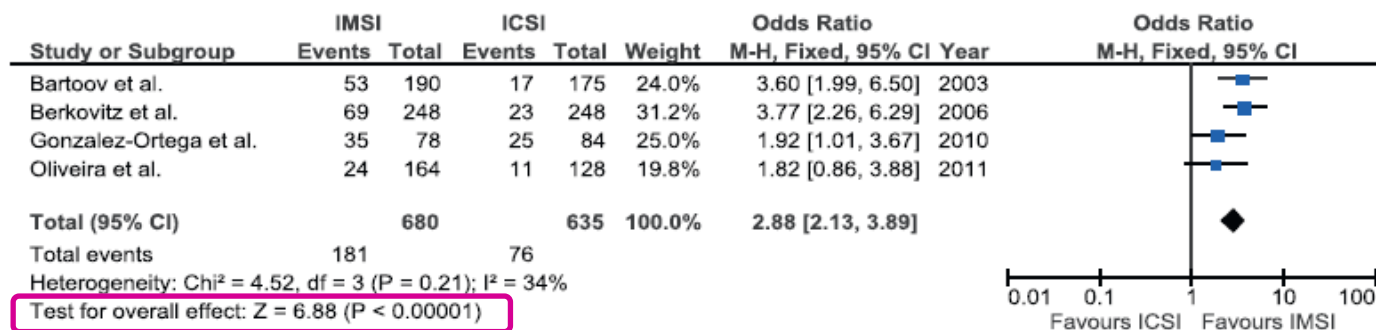 IMSI ICSI Odds Ratio Odds Ratio
Study or Subgroup Events Total Events Total Weight M-H, Fixed, 95% CI Year M-H, Fixed, 95% CI
Bartoov et al. 53 190 17 175 24.0% 3.60 [1.99, 6.50] 2003
Berkovitz et al. 69 248 23 248 31.2% 3.77 [2.26, 6.29] 2006
Gonzalez-Ortega et al. 35 78 25 84 25.0% 1.92 [1.01, 3.67] 2010
Oliveira et al. 24 164 11 128 19.8% 1.82 [0.86, 3.88] 2011
Total (95% CI) 680 635 100.0% 2.88 [2.13, 3.89]
Total events 181 76
Heterogeneity: Chi² = 4.52, df = 3 (P = 0.21); I² = 34%
Test for overall effect: Z = 6.88 (P < 0.00001)
0.01 0.1 1 10 100
Favours ICSI Favours IMSI